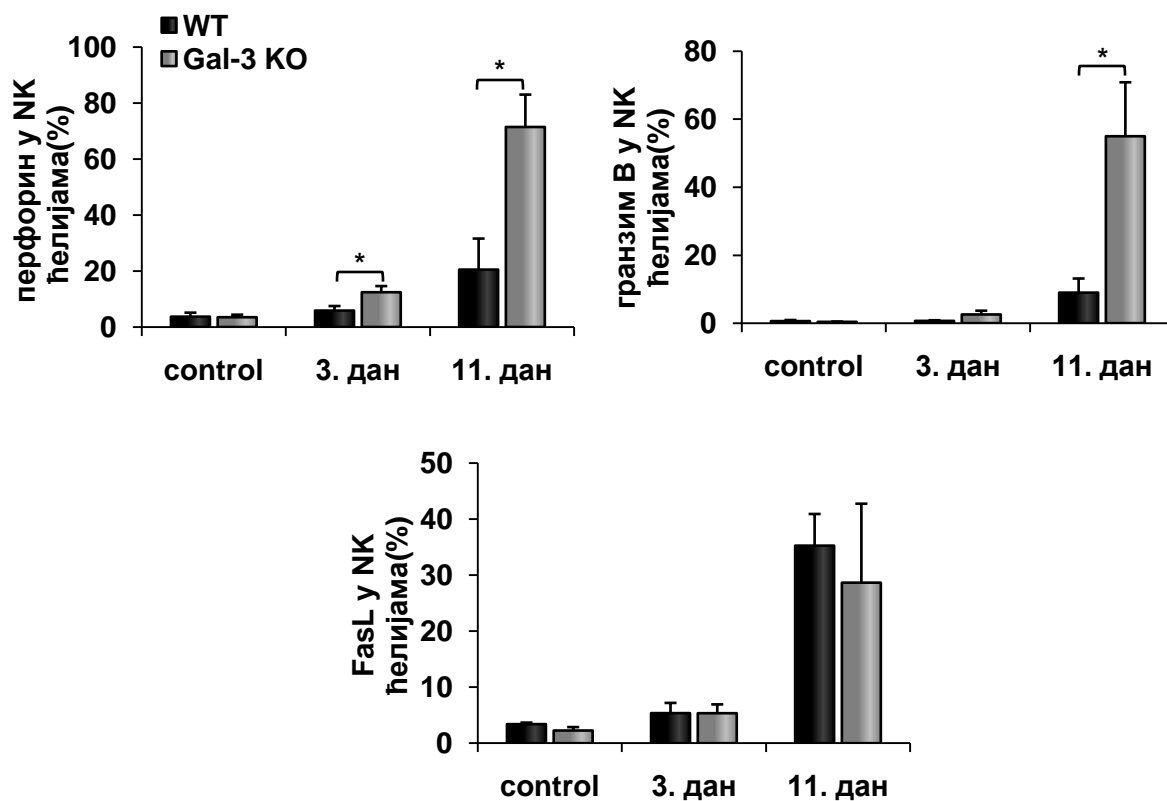 WT
Gal-3 KO
перфорин у NK
ћелијама(%)
100
80
60
40
20
0
*
*
control
3. дан
11. дан
гранзим В у NK
ћелијама(%)
80
60
40
20
0
*
control
3. дан
11. дан
FasL у NK
ћелијама(%)
50
40
30
20
10
0
control
3. дан
11. дан